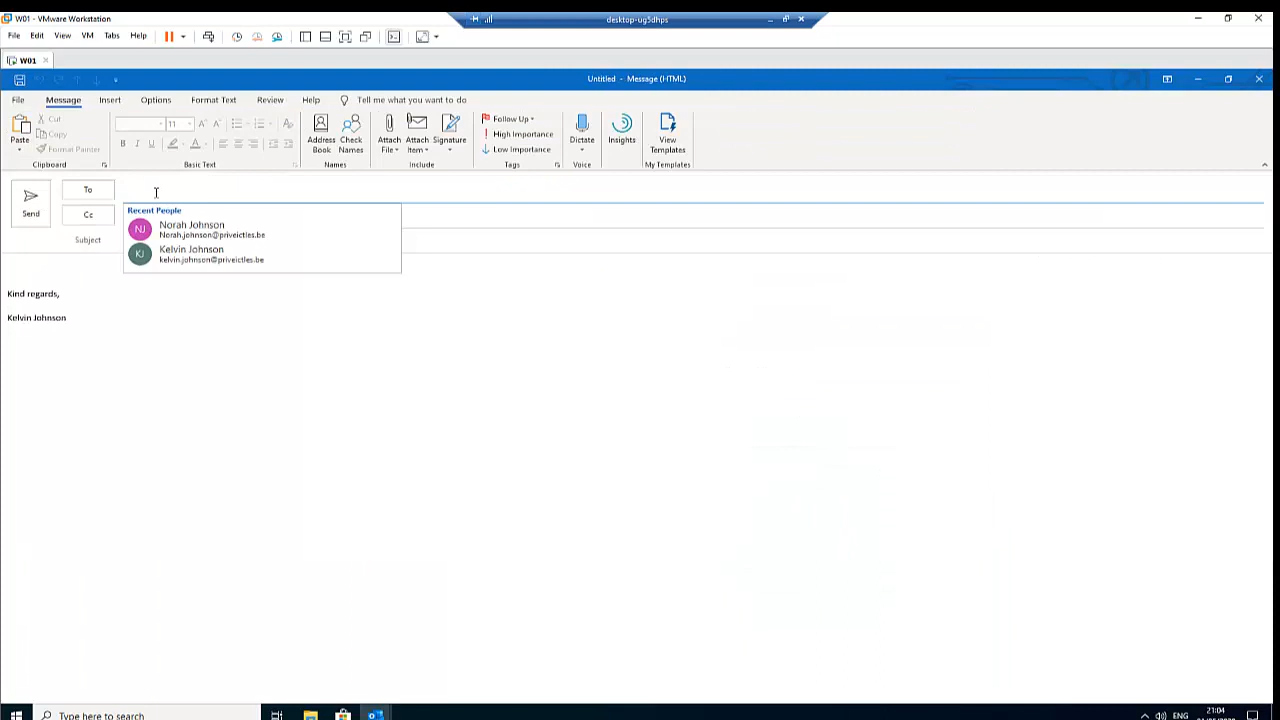 W01 - VMware Workstation
desktop-ug5dhps
File Edit View VM Tabs Help
W01
Untitled - Message (HTML)
File Message Insert Options Format Text Review Help Tell me what you want to do
Cut
Copy
Format Painter
Paste
11
B I U
Address Book
Check Names
Attach File
Attach Item
Signature
Follow Up
High Importance
Low Importance
Dictate
Insights
View Templates
Clipboard Basic Text Names Include Tags Voice My Templates
Send
To
Cc
Subject
Recent People
NJ
Norah Johnson
Norah.johnson@priveictles.be
KJ
Kelvin Johnson
kelvin.johnson@priveictles.be
Kind regards,
Kelvin Johnson
Type here to search
ENG
21:04